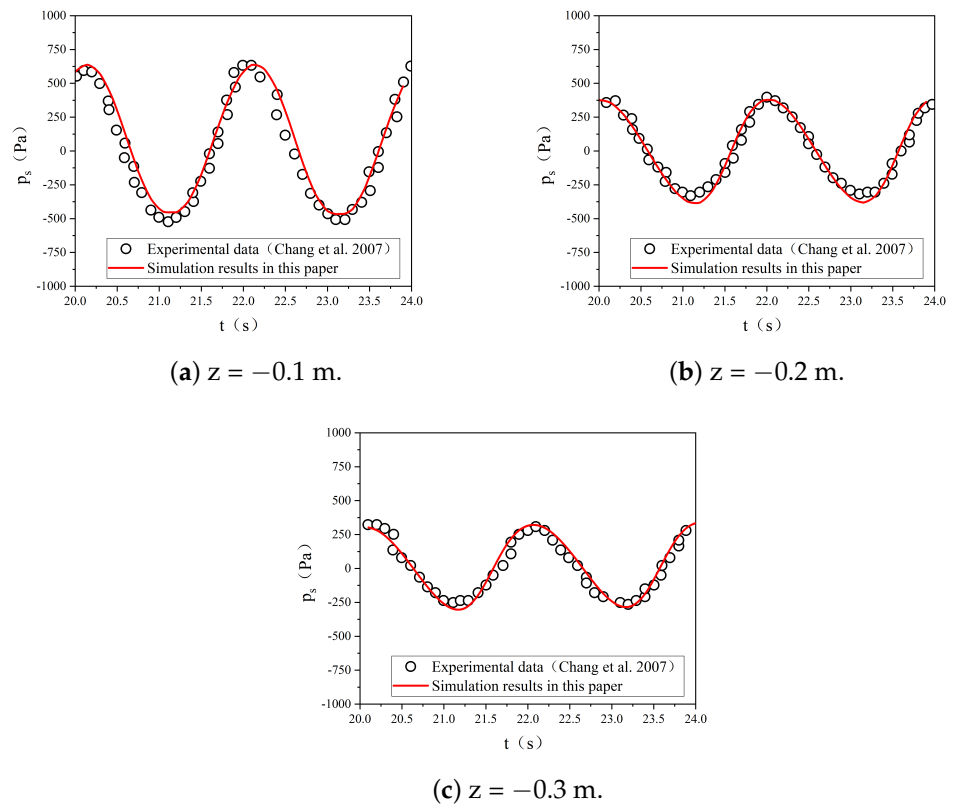 1000
750
500
250
0
-250
-500
-750
-1000
pₛ（Pa）
Experimental data（Chang et al. 2007）
Simulation results in this paper
20.0 20.5 21.0 21.5 22.0 22.5 23.0 23.5 24.0
t（s）
(a) z = −0.1 m.
1000
750
500
250
0
-250
-500
-750
-1000
pₛ（Pa）
Experimental data（Chang et al. 2007）
Simulation results in this paper
20.0 20.5 21.0 21.5 22.0 22.5 23.0 23.5 24.0
t（s）
(b) z = −0.2 m.
1000
750
500
250
0
-250
-500
-750
-1000
pₛ（Pa）
Experimental data（Chang et al. 2007）
Simulation results in this paper
20.0 20.5 21.0 21.5 22.0 22.5 23.0 23.5 24.0
t（s）
(c) z = −0.3 m.